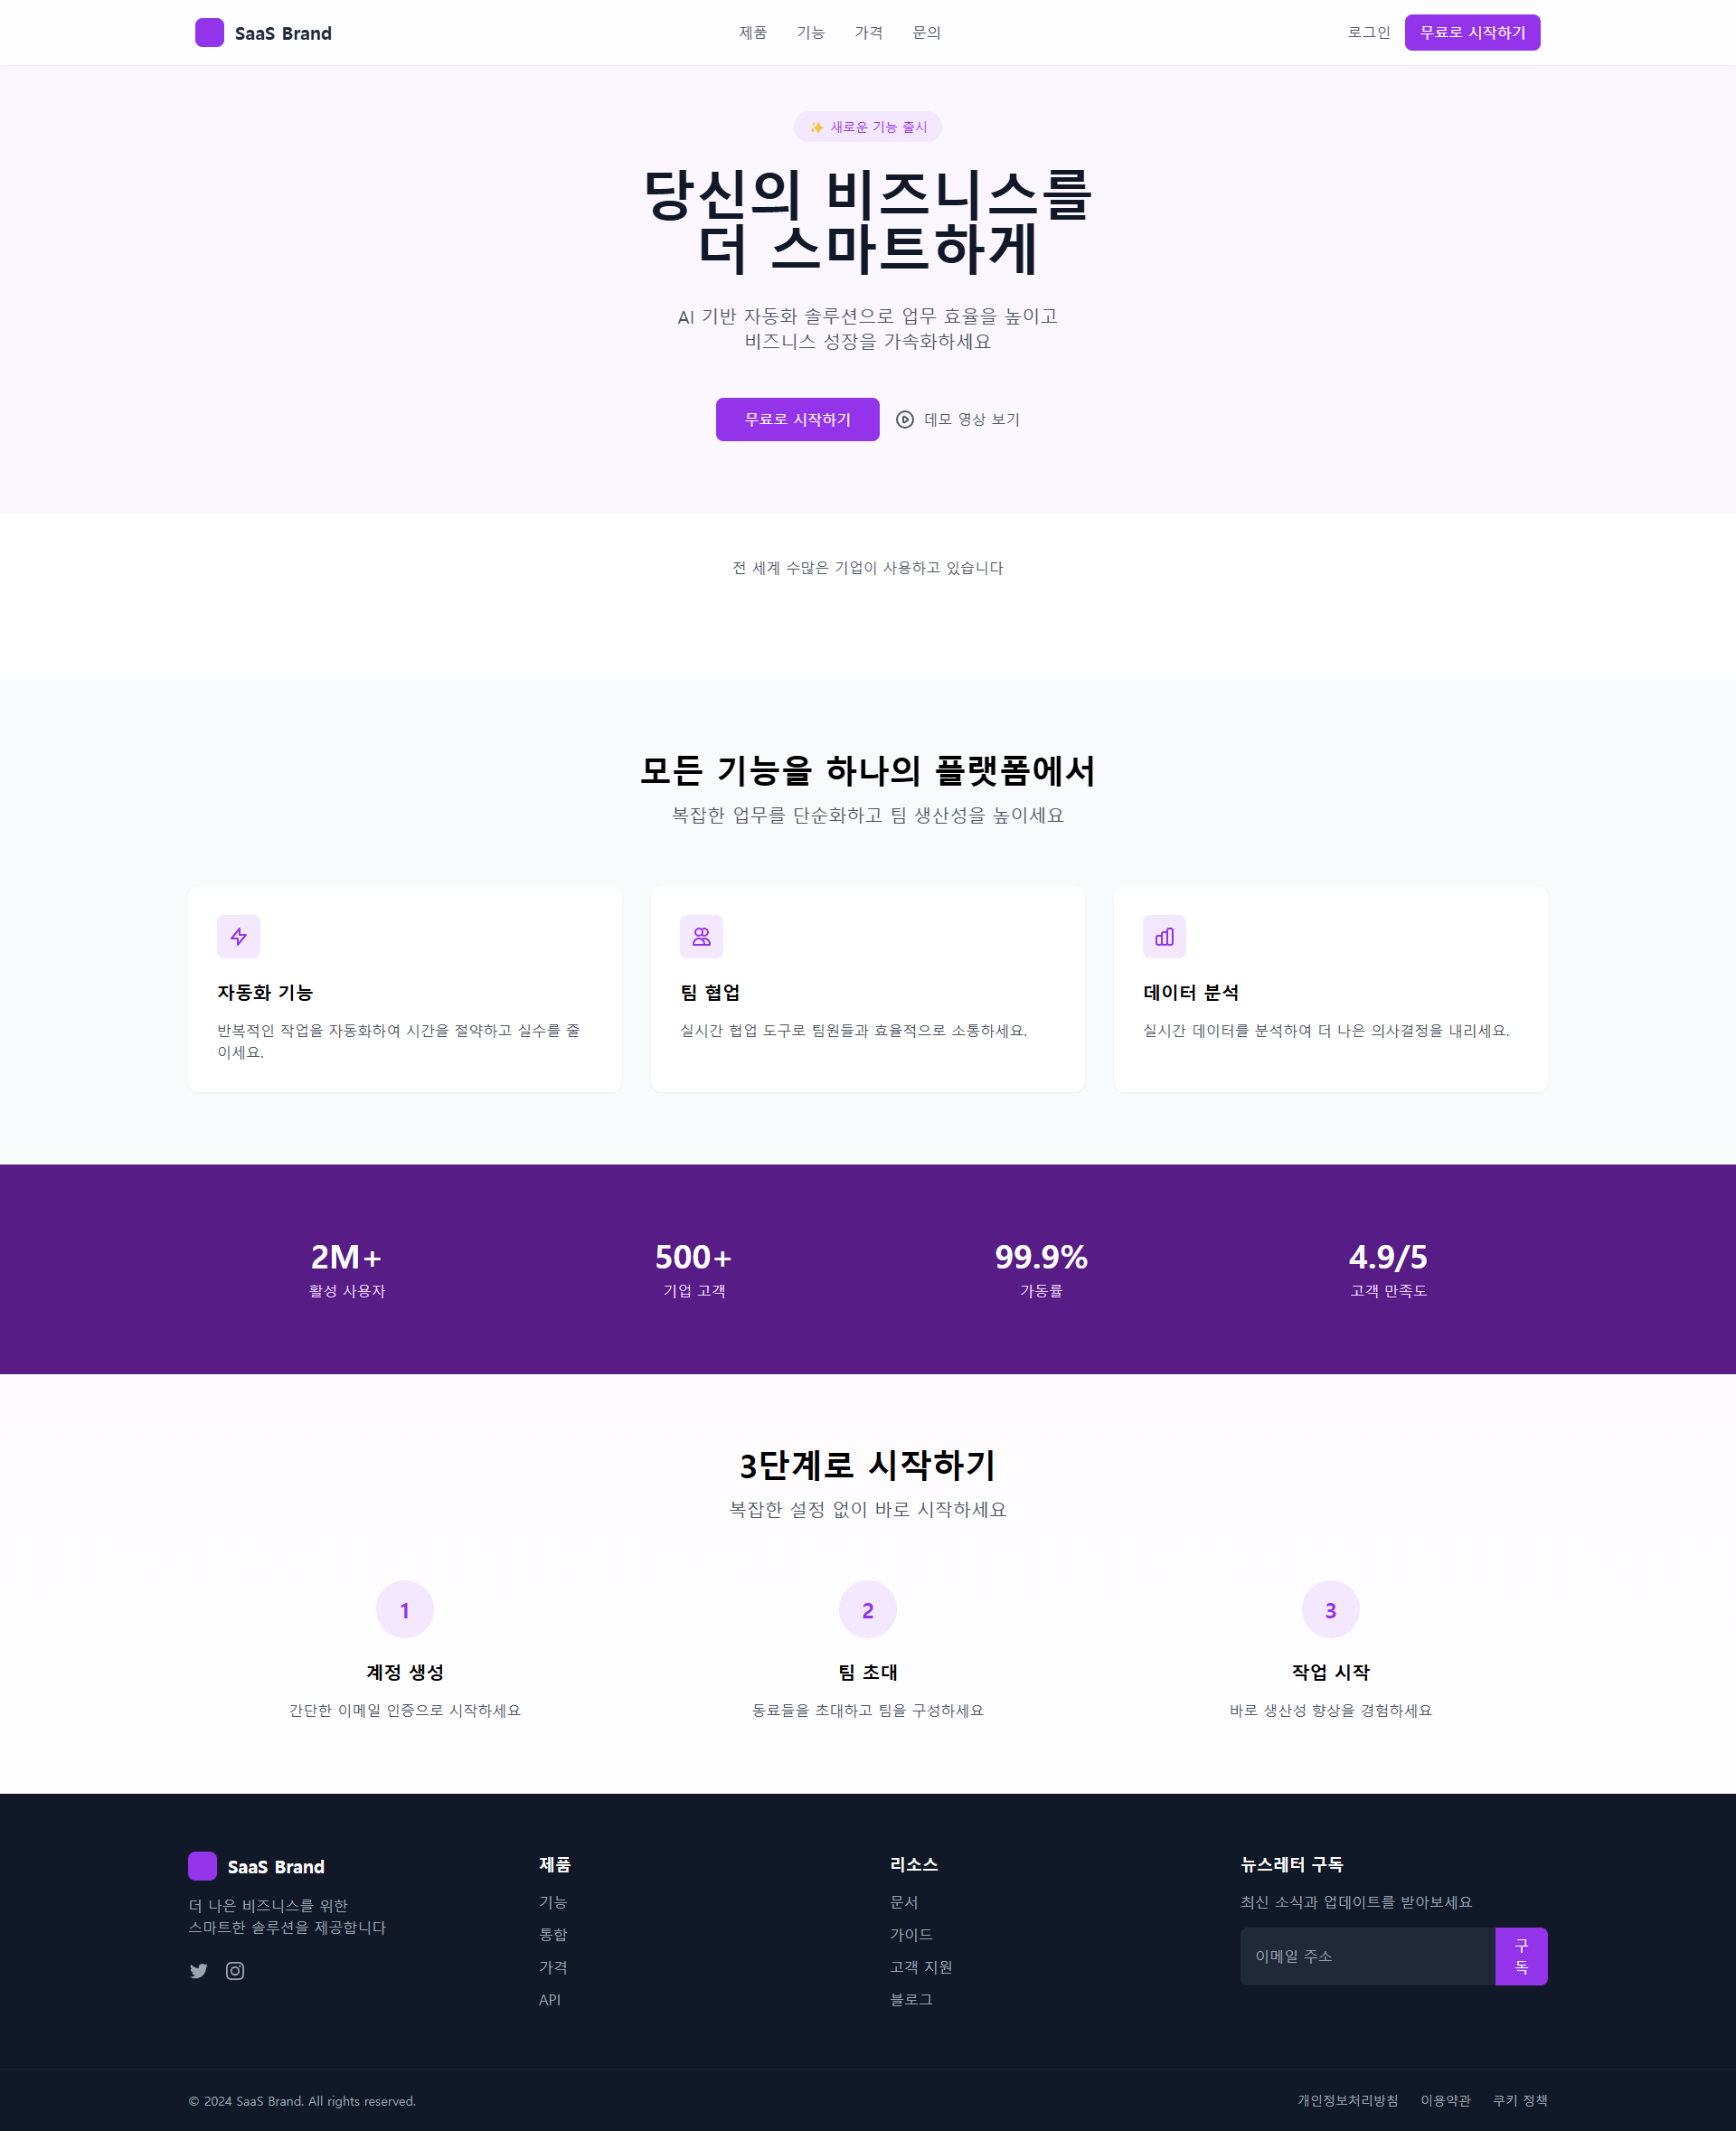 SaaS Brand
제품 기능 가격 문의
로그인 무료로 시작하기
✨ 새로운 기능 출시
당신의 비즈니스를
더 스마트하게
AI 기반 자동화 솔루션으로 업무 효율을 높이고
비즈니스 성장을 가속화하세요
무료로 시작하기 데모 영상 보기
전 세계 수많은 기업이 사용하고 있습니다
모든 기능을 하나의 플랫폼에서
복잡한 업무를 단순화하고 팀 생산성을 높이세요
자동화 기능
반복적인 작업을 자동화하여 시간을 절약하고 실수를 줄
이세요.
팀 협업
실시간 협업 도구로 팀원들과 효율적으로 소통하세요.
데이터 분석
실시간 데이터를 분석하여 더 나은 의사결정을 내리세요.
2M+
활성 사용자
500+
기업 고객
99.9%
가동률
4.9/5
고객 만족도
3단계로 시작하기
복잡한 설정 없이 바로 시작하세요
1
계정 생성
간단한 이메일 인증으로 시작하세요
2
팀 초대
동료들을 초대하고 팀을 구성하세요
3
작업 시작
바로 생산성 향상을 경험하세요
SaaS Brand
더 나은 비즈니스를 위한
스마트한 솔루션을 제공합니다
제품
기능
통합
가격
API
리소스
문서
가이드
고객 지원
블로그
뉴스레터 구독
최신 소식과 업데이트를 받아보세요
이메일 주소
구
독
© 2024 SaaS Brand. All rights reserved.
개인정보처리방침 이용약관 쿠키 정책